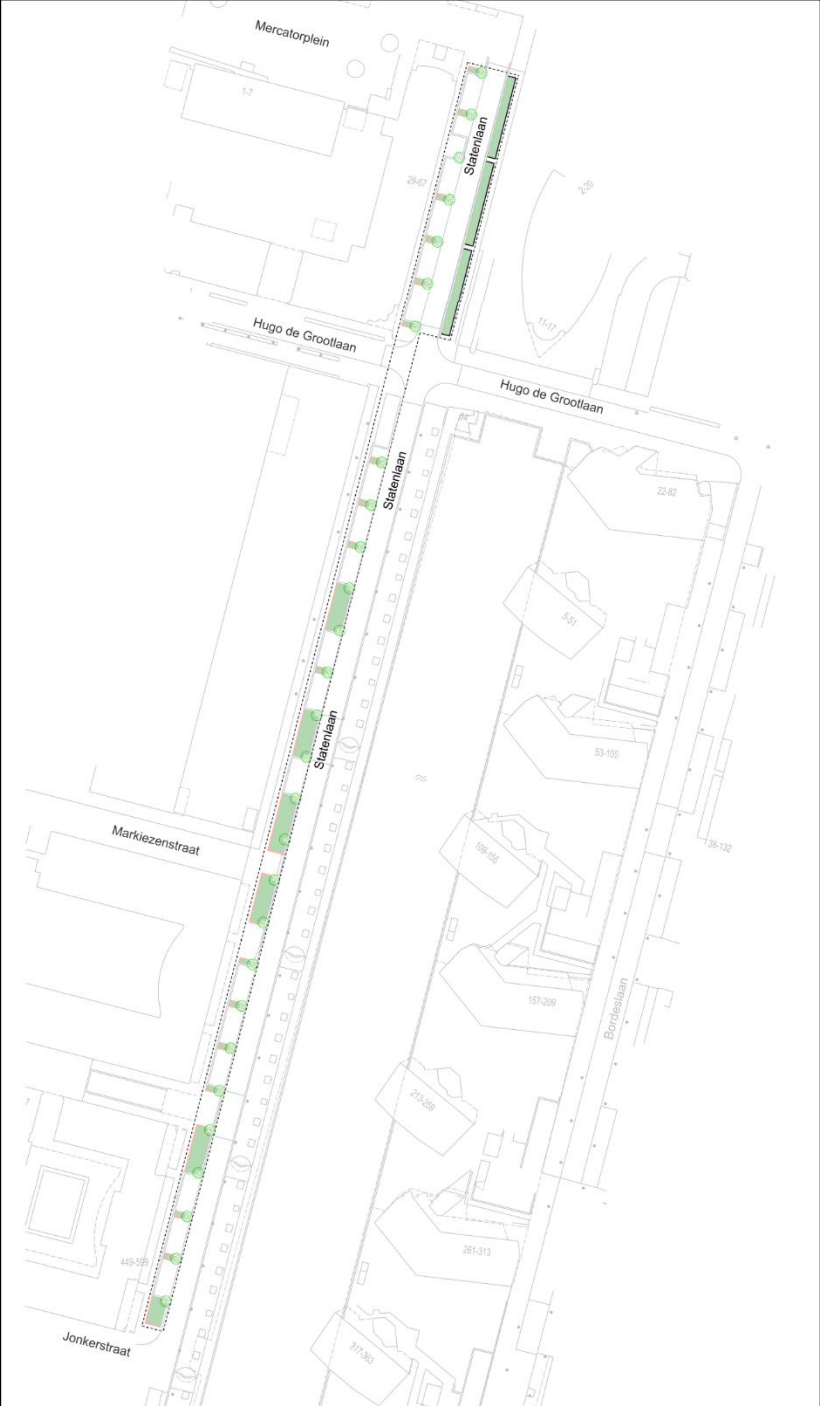 Mercatorplein
1-7
Statenlaan
29-67
2-20
11-17
Hugo de Grootlaan
Hugo de Grootlaan
Statenlaan
22-82
5-51
Statenlaan
53-105
Markiezenstraat
109-155
38-132
157-209
Bordeslaan
213-259
261-313
449-599
Jonkerstraat
317-363